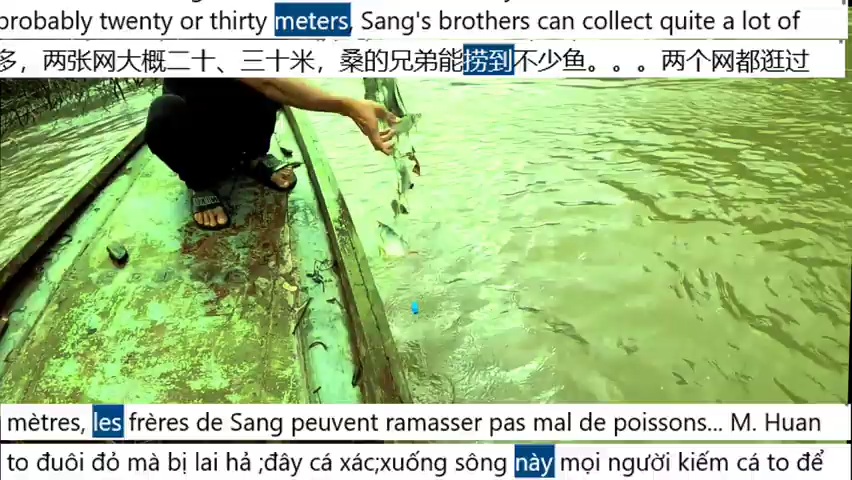 probably twenty or thirty meters, Sang's brothers can collect quite a lot of
多，两张网大概二十、三十米，桑的兄弟能捞到不少鱼。。。两个网都逛过
mètres, les frères de Sang peuvent ramasser pas mal de poissons... M. Huan
to đuôi đỏ mà bị lai hả ;đây cá xác;xuống sông này mọi người kiếm cá to để